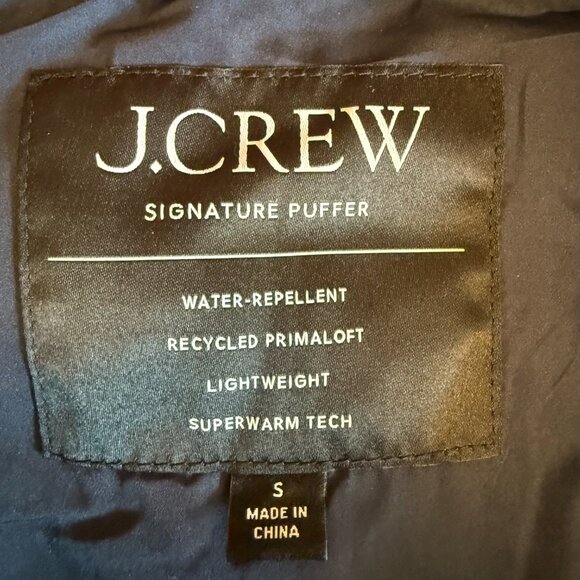 J.CREW
SIGNATURE PUFFER
WATER-REPELLENT
RECYCLED PRIMALOFT
LIGHTWEIGHT
SUPERWARM TECH
S
MADE IN
CHINA